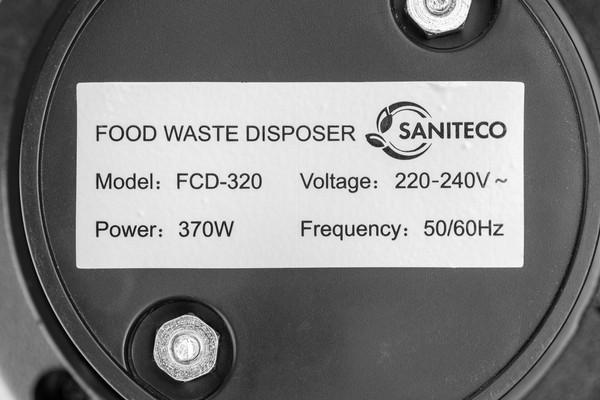 FOOD WASTE DISPOSER SANITECO
Model：FCD-320 Voltage：220-240V~
Power：370W Frequency：50/60Hz